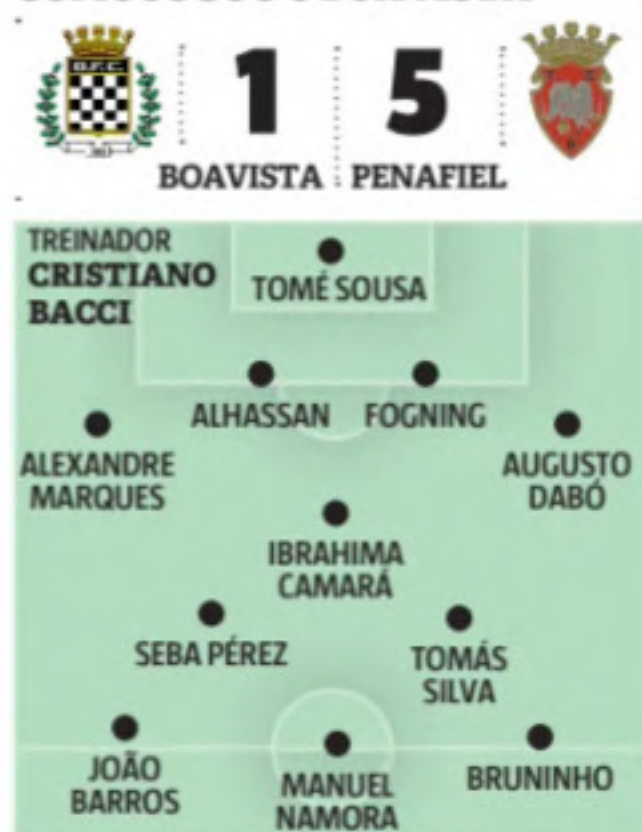 B.F.C.
1 5
BOAVISTA PENAFIEL
TREINADOR
CRISTIANO
BACCI
TOMÉ SOUSA
ALHASSAN FOGNING
ALEXANDRE
MARQUES
AUGUSTO
DABÓ
IBRAHIMA
CAMARÁ
SEBA PÉREZ
TOMÁS
SILVA
JOÃO
BARROS
MANUEL
NAMORA
BRUNINHO